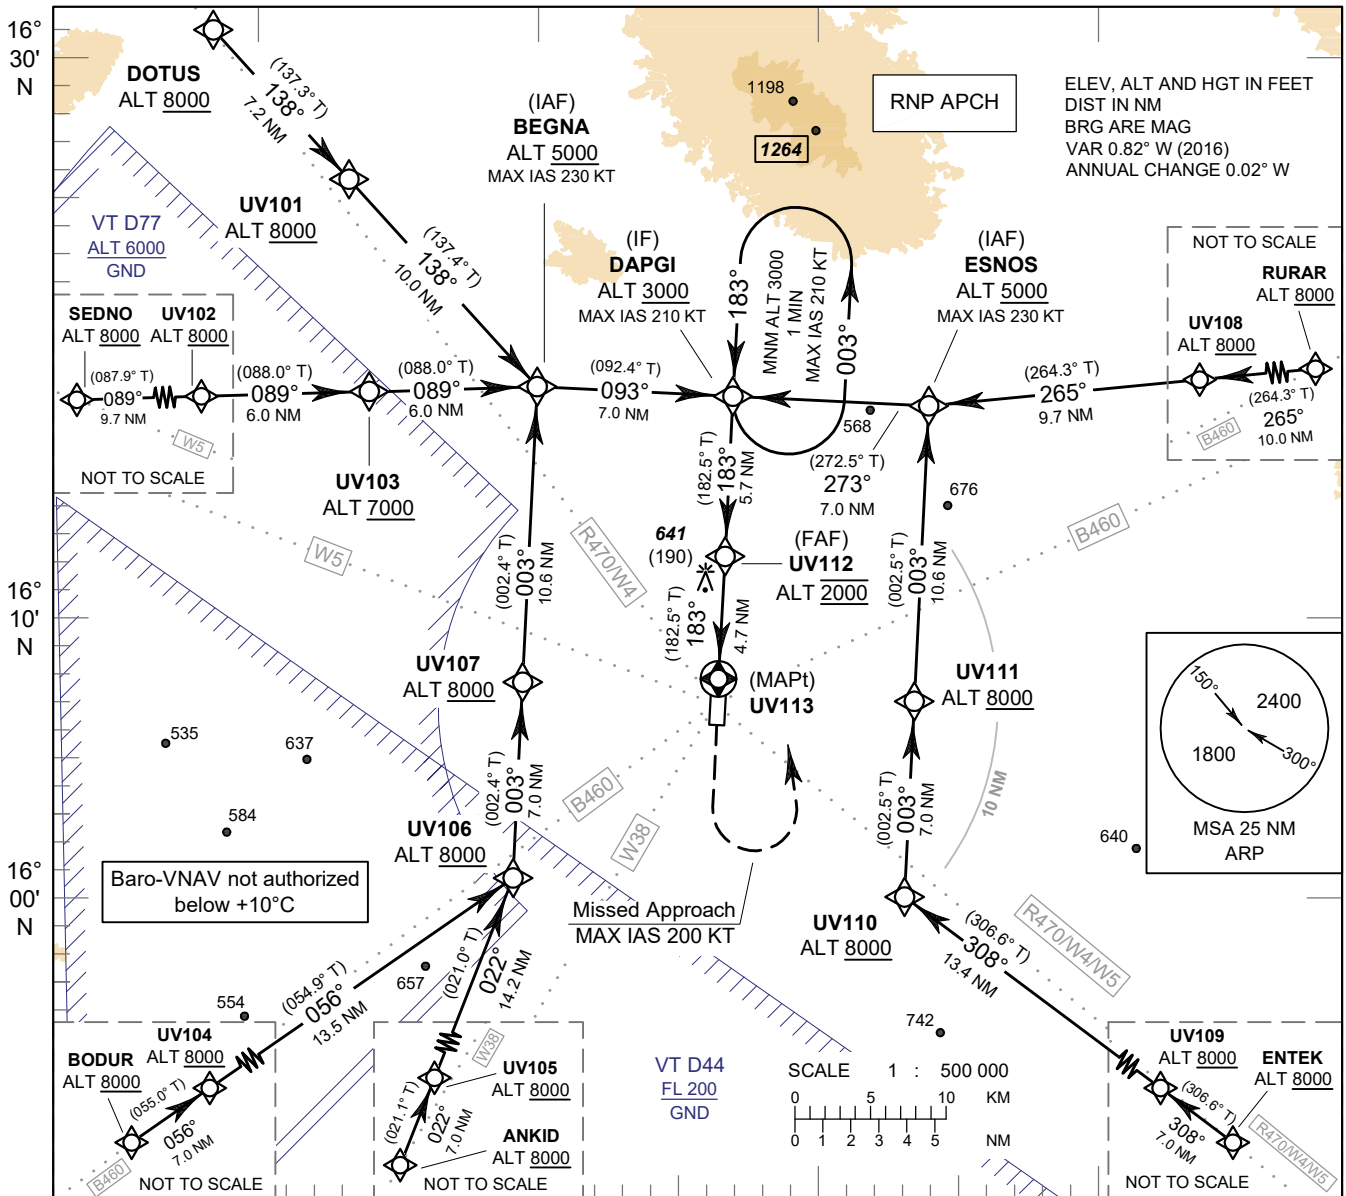 16°
30'
N
DOTUS
ALT 8000
(137.3° T)
138°
7.2 NM
(IAF)
BEGNA
ALT 5000
MAX IAS 230 KT
1198
1264
RNP APCH
ELEV, ALT AND HGT IN FEET
DIST IN NM
BRG ARE MAG
VAR 0.82° W (2016)
ANNUAL CHANGE 0.02° W
VT D77
ALT 6000
GND
UV101
ALT 8000
(137.4° T)
138°
10.0 NM
(IF)
DAPGI
ALT 3000
MAX IAS 210 KT
183°
MNM ALT 3000
1 MIN
MAX IAS 210 KT
003°
(IAF)
ESNOS
ALT 5000
MAX IAS 230 KT
NOT TO SCALE
RURAR
ALT 8000
UV108
ALT 8000
(264.3° T)
265°
10.0 NM
B460
(264.3° T)
265°
9.7 NM
SEDNO
ALT 8000
UV102
ALT 8000
(087.9° T)
089°
9.7 NM
W5
NOT TO SCALE
(088.0° T)
089°
6.0 NM
(088.0° T)
089°
6.0 NM
(092.4° T)
093°
7.0 NM
568
(272.5° T)
273°
7.0 NM
UV103
ALT 7000
(182.5° T)
183°
5.7 NM
676
W5
R470/W4
B460
641
(190)
(FAF)
UV112
ALT 2000
(002.4° T)
003°
10.6 NM
(002.5° T)
003°
10.6 NM
16°
10'
N
(182.5° T)
183°
4.7 NM
(MAPt)
UV113
UV107
ALT 8000
UV111
ALT 8000
150°
2400
1800
300°
MSA 25 NM
ARP
535
637
584
(002.4° T)
003°
7.0 NM
B460
W38
(002.5° T)
003°
7.0 NM
10 NM
640
UV106
ALT 8000
16°
00'
N
Baro-VNAV not authorized
below +10°C
Missed Approach
MAX IAS 200 KT
UV110
ALT 8000
(306.6° T)
308°
13.4 NM
R470/W4/W5
657
554
(054.9° T)
056°
13.5 NM
(021.0° T)
022°
14.2 NM
742
UV104
ALT 8000
BODUR
ALT 8000
(055.0° T)
056°
7.0 NM
B460
NOT TO SCALE
W38
UV105
ALT 8000
(021.1° T)
022°
7.0 NM
ANKID
ALT 8000
NOT TO SCALE
VT D44
FL 200
GND
SCALE 1 : 500 000
0 5 10 KM
0 1 2 3 4 5 NM
UV109
ALT 8000
ENTEK
ALT 8000
(306.6° T)
308°
7.0 NM
R470/W4/W5
NOT TO SCALE